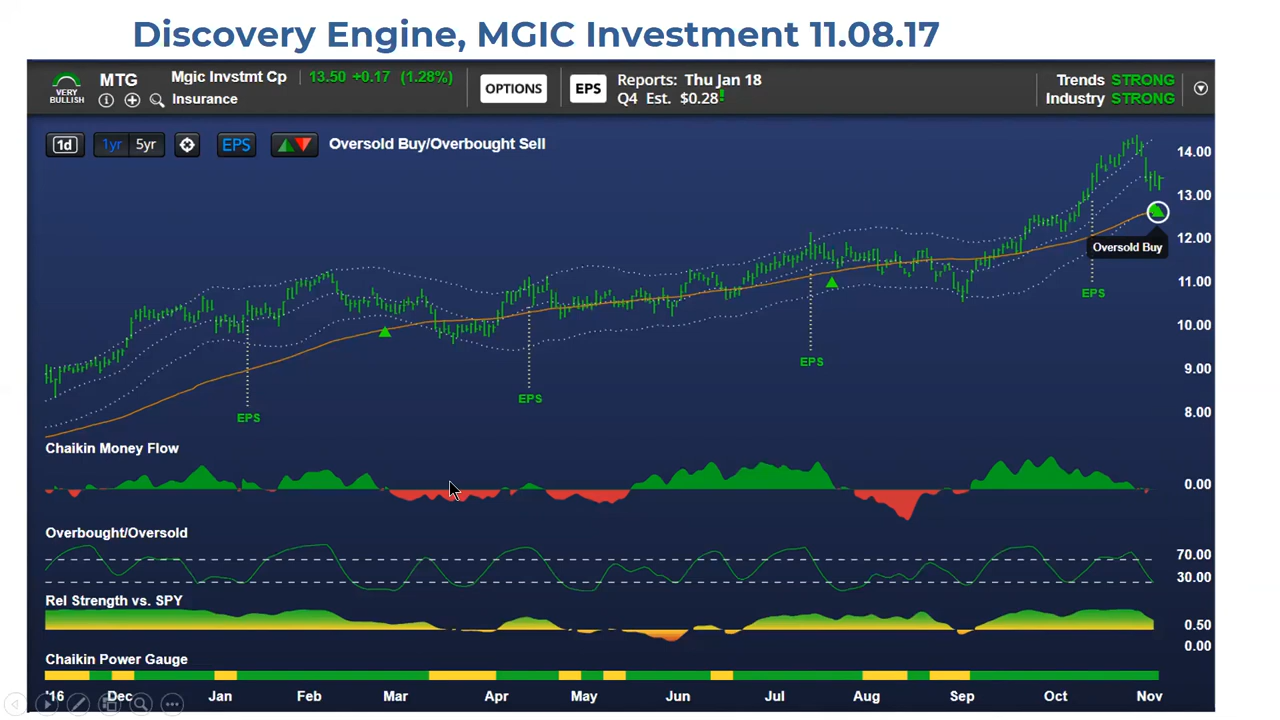 Discovery Engine, MGIC Investment 11.08.17
VERY BULLISH
MTG
Mgic Invstmt Cp 13.50 +0.17 (1.28%)
Insurance
OPTIONS
EPS
Reports: Thu Jan 18
Q4 Est. $0.28!
Trends STRONG
Industry STRONG
1d 1yr 5yr EPS Oversold Buy/Overbought Sell
14.00
13.00
12.00
Oversold Buy
11.00
EPS
10.00
EPS
9.00
EPS
8.00
EPS
Chaikin Money Flow
0.00
Overbought/Oversold
70.00
30.00
Rel Strength vs. SPY
0.50
0.00
Chaikin Power Gauge
'16 Dec Jan Feb Mar Apr May Jun Jul Aug Sep Oct Nov